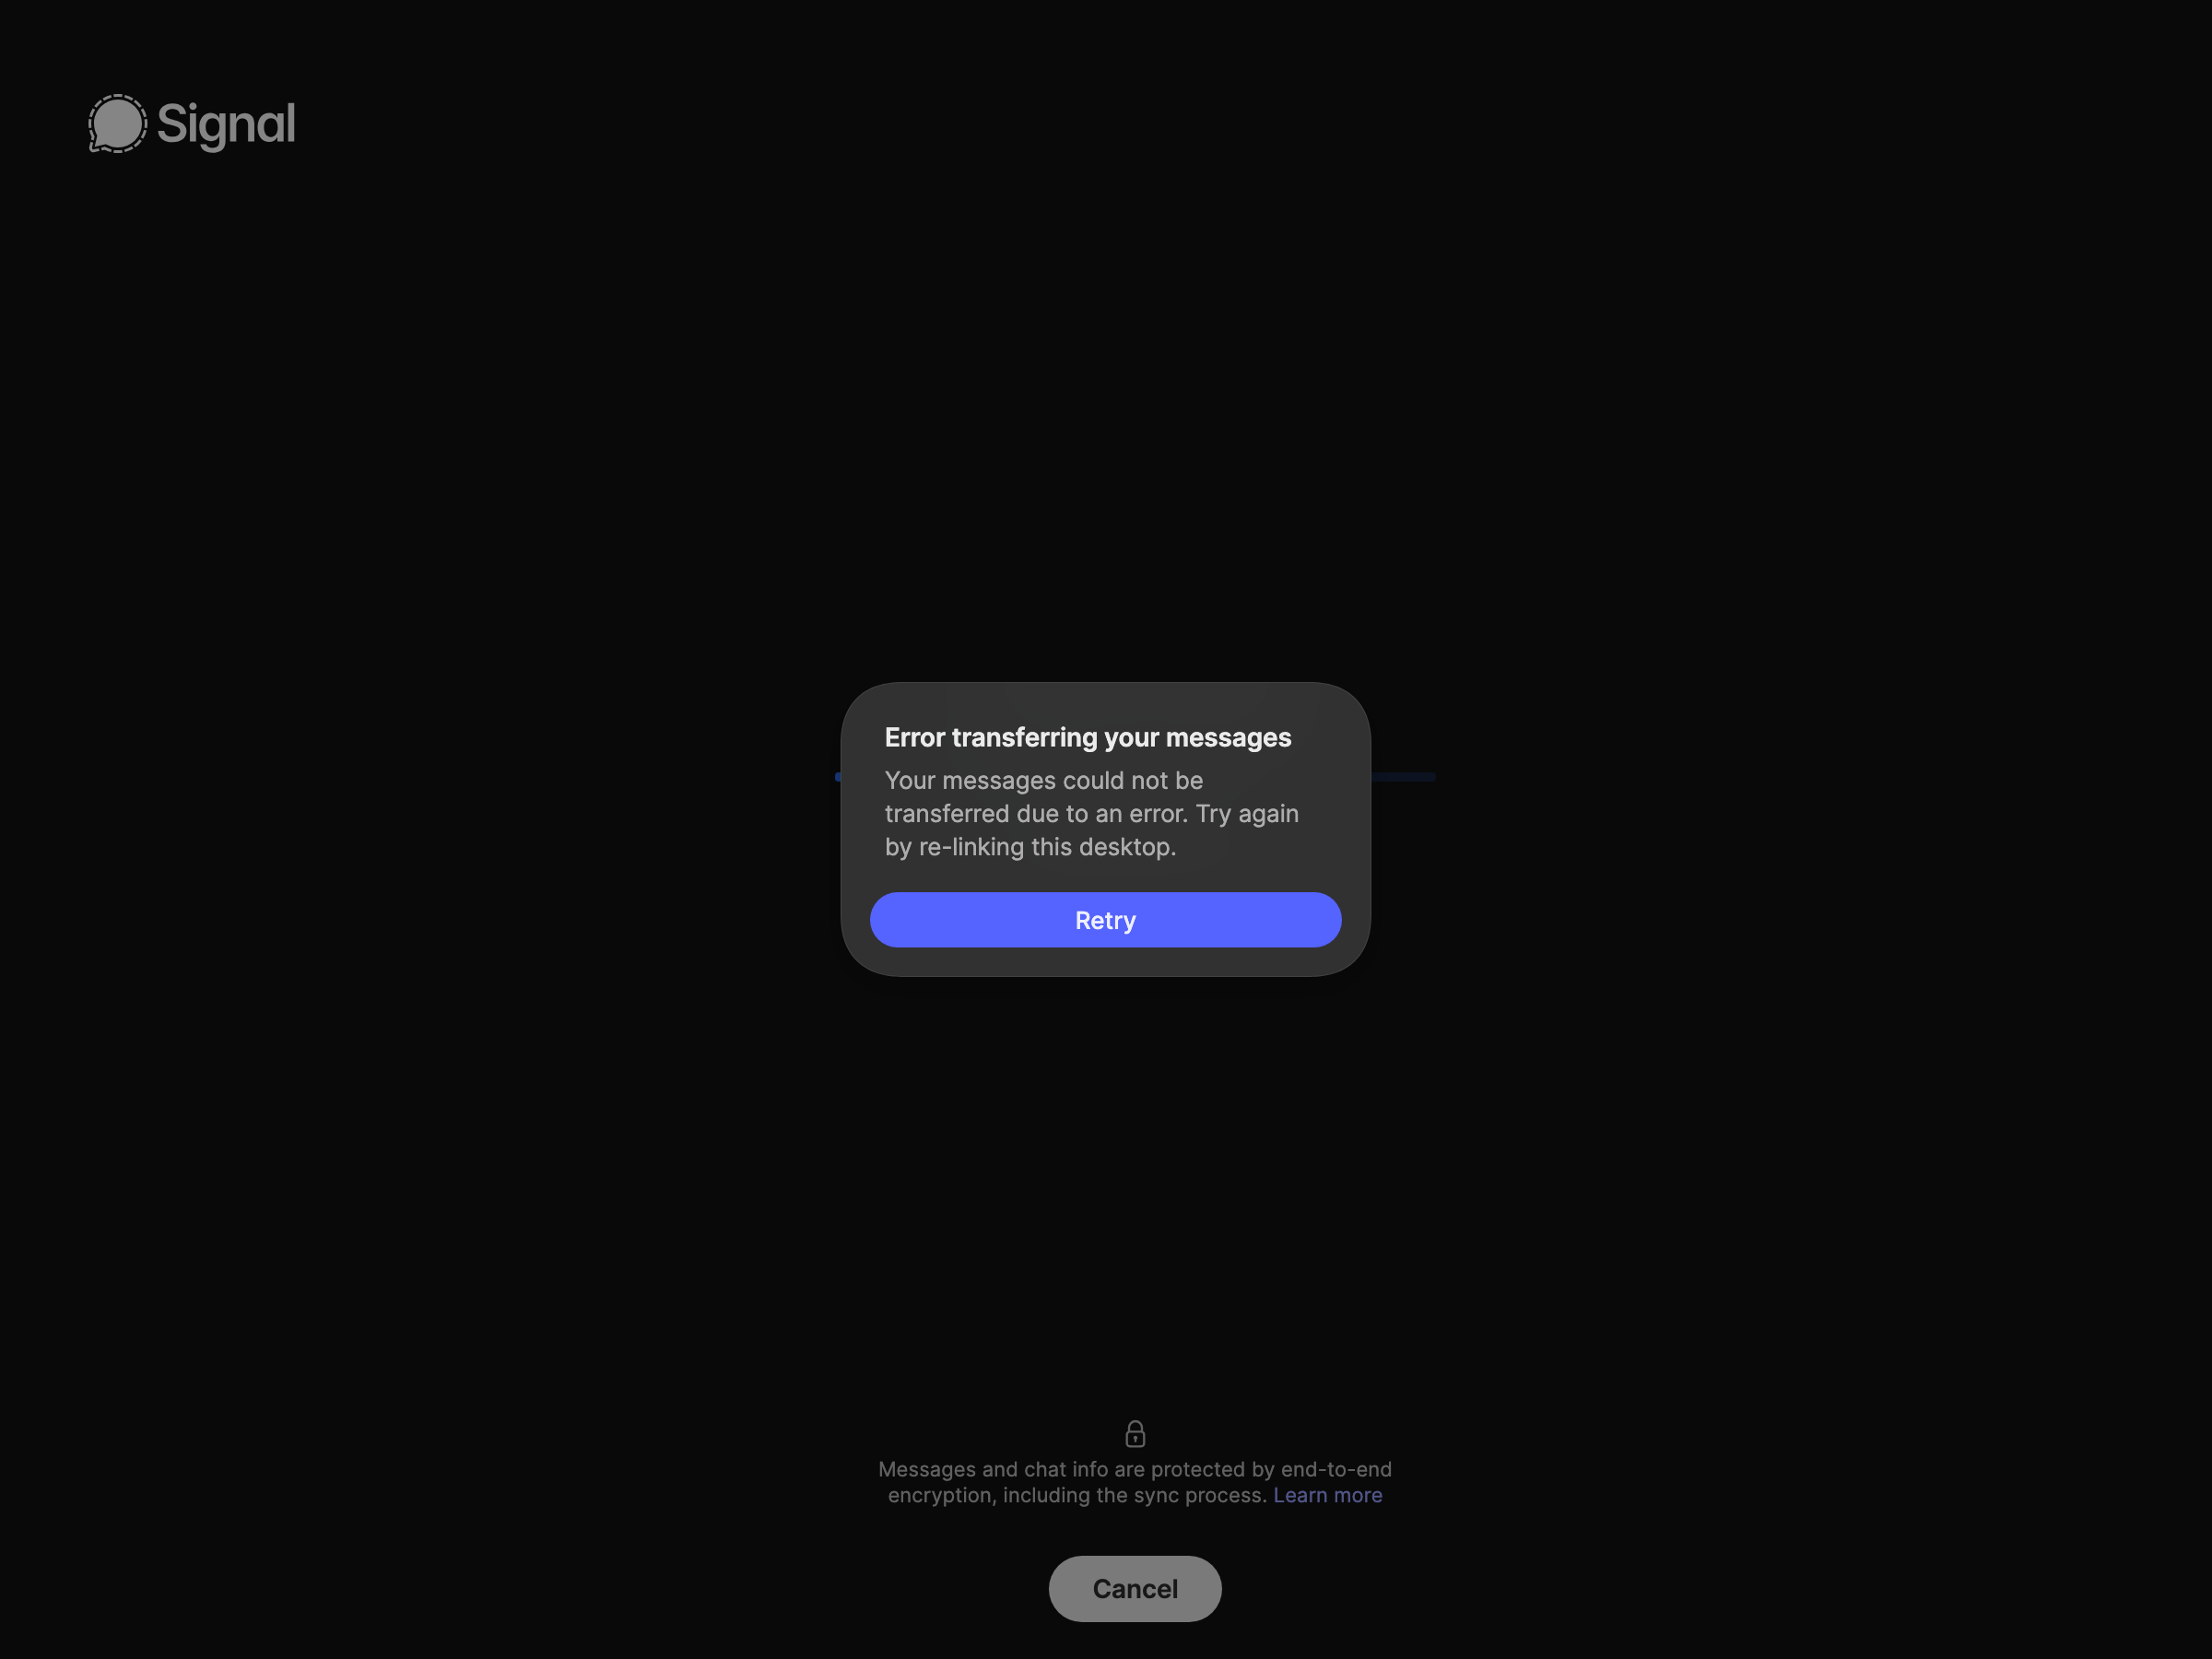 Signal
Error transferring your messages
Your messages could not be
transferred due to an error. Try again
by re-linking this desktop.
Retry
Messages and chat info are protected by end-to-end
encryption, including the sync process. Learn more
Cancel